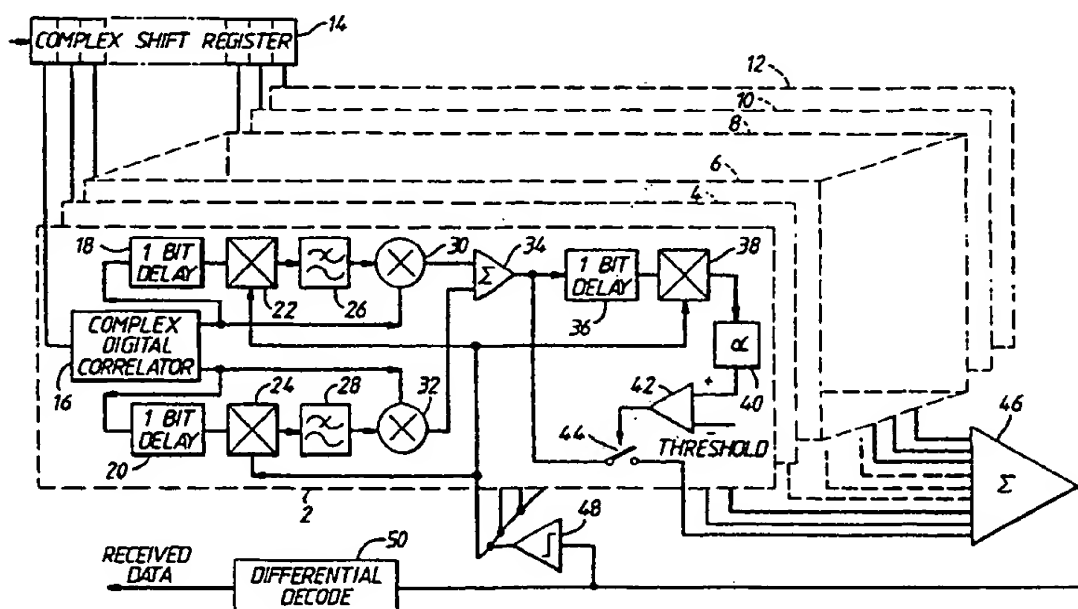 COMPLEX SHIFT REGISTER
14
12
10
8
6
4
18
1 BIT DELAY
22
26
30
34
Σ
1 BIT DELAY
36
38
COMPLEX DIGITAL CORRELATOR
16
24
28
32
42
+
α
40
-
THRESHOLD
44
1 BIT DELAY
20
2
46
Σ
48
50
RECEIVED DATA
DIFFERENTIAL DECODE